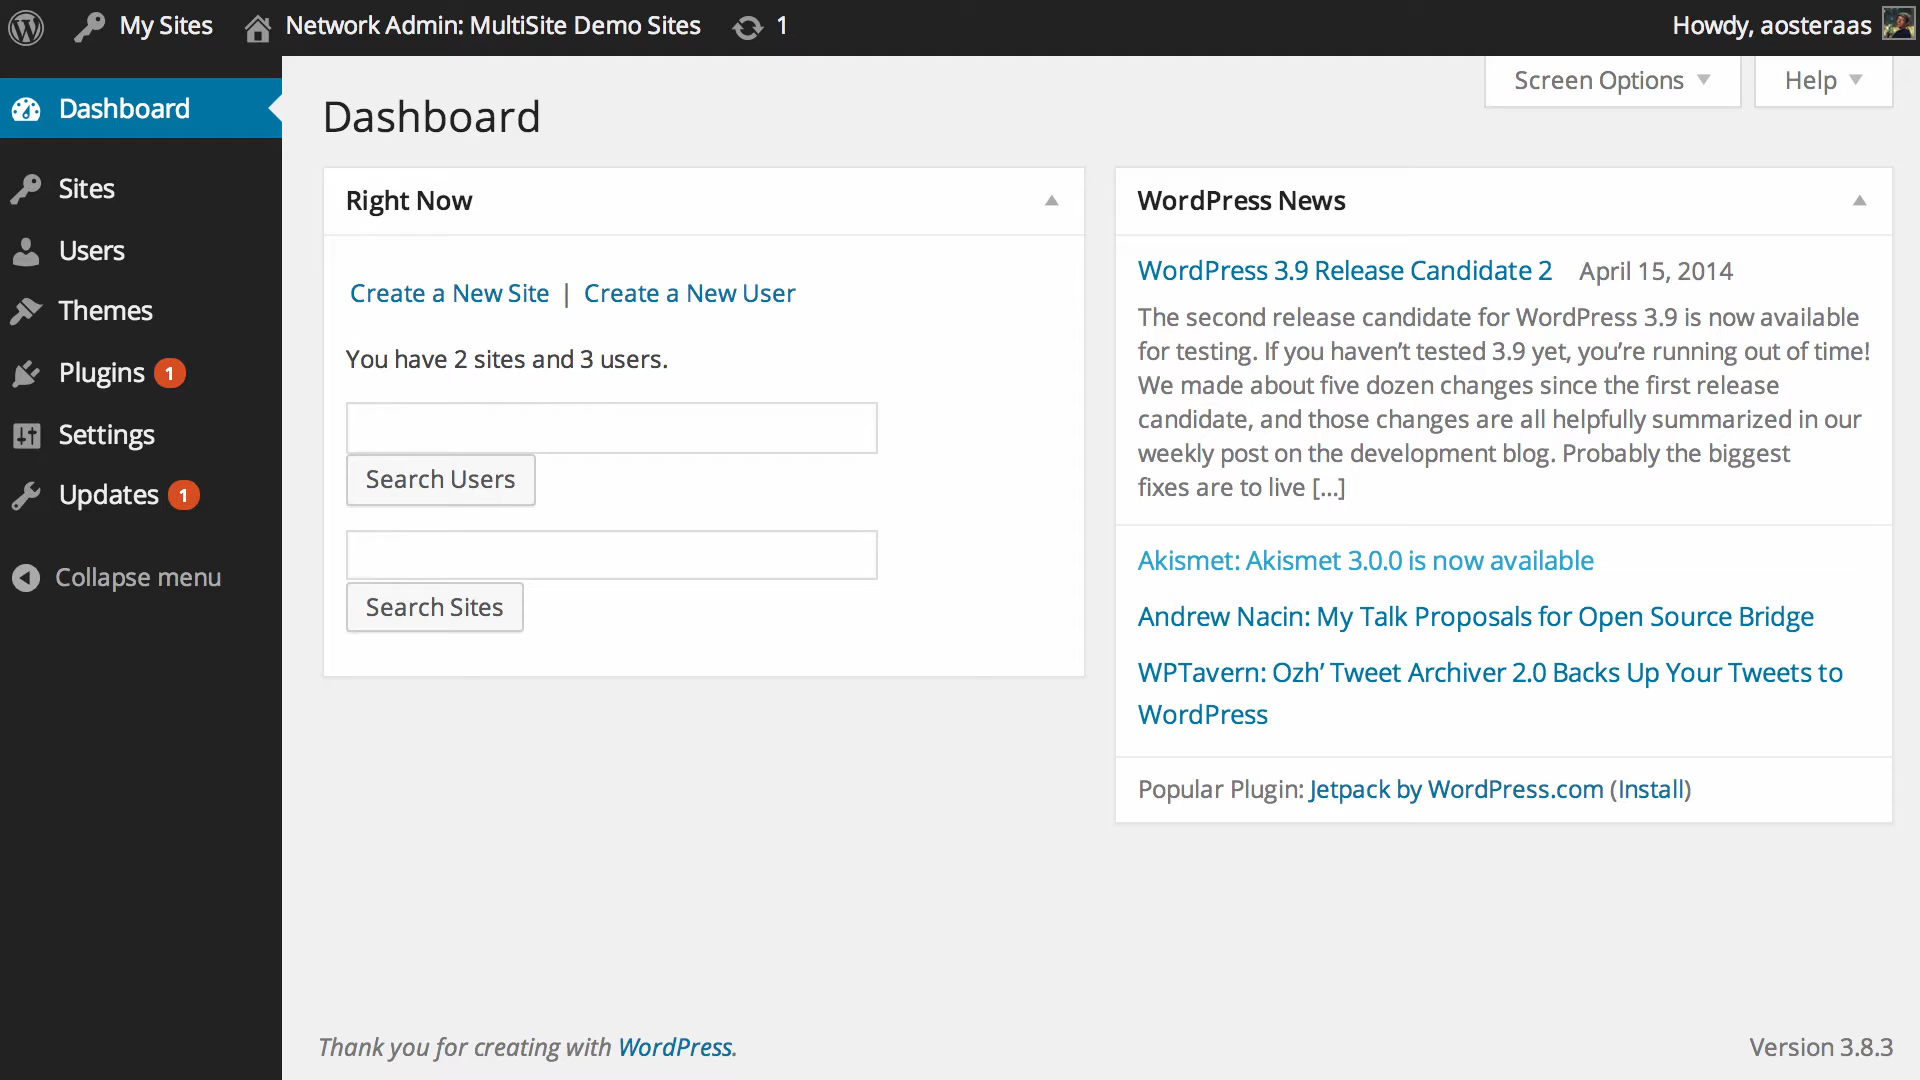 My Sites
Network Admin: MultiSite Demo Sites
1
Howdy, aosteraas
Dashboard
Sites
Users
Themes
Plugins 1
Settings
Updates 1
Collapse menu
Screen Options
Help
Dashboard
Right Now
Create a New Site | Create a New User
You have 2 sites and 3 users.
Search Users
Search Sites
WordPress News
WordPress 3.9 Release Candidate 2 April 15, 2014
The second release candidate for WordPress 3.9 is now available
for testing. If you haven’t tested 3.9 yet, you’re running out of time!
We made about five dozen changes since the first release
candidate, and those changes are all helpfully summarized in our
weekly post on the development blog. Probably the biggest
fixes are to live [...]
Akismet: Akismet 3.0.0 is now available
Andrew Nacin: My Talk Proposals for Open Source Bridge
WPTavern: Ozh’ Tweet Archiver 2.0 Backs Up Your Tweets to
WordPress
Popular Plugin: Jetpack by WordPress.com (Install)
Thank you for creating with WordPress.
Version 3.8.3